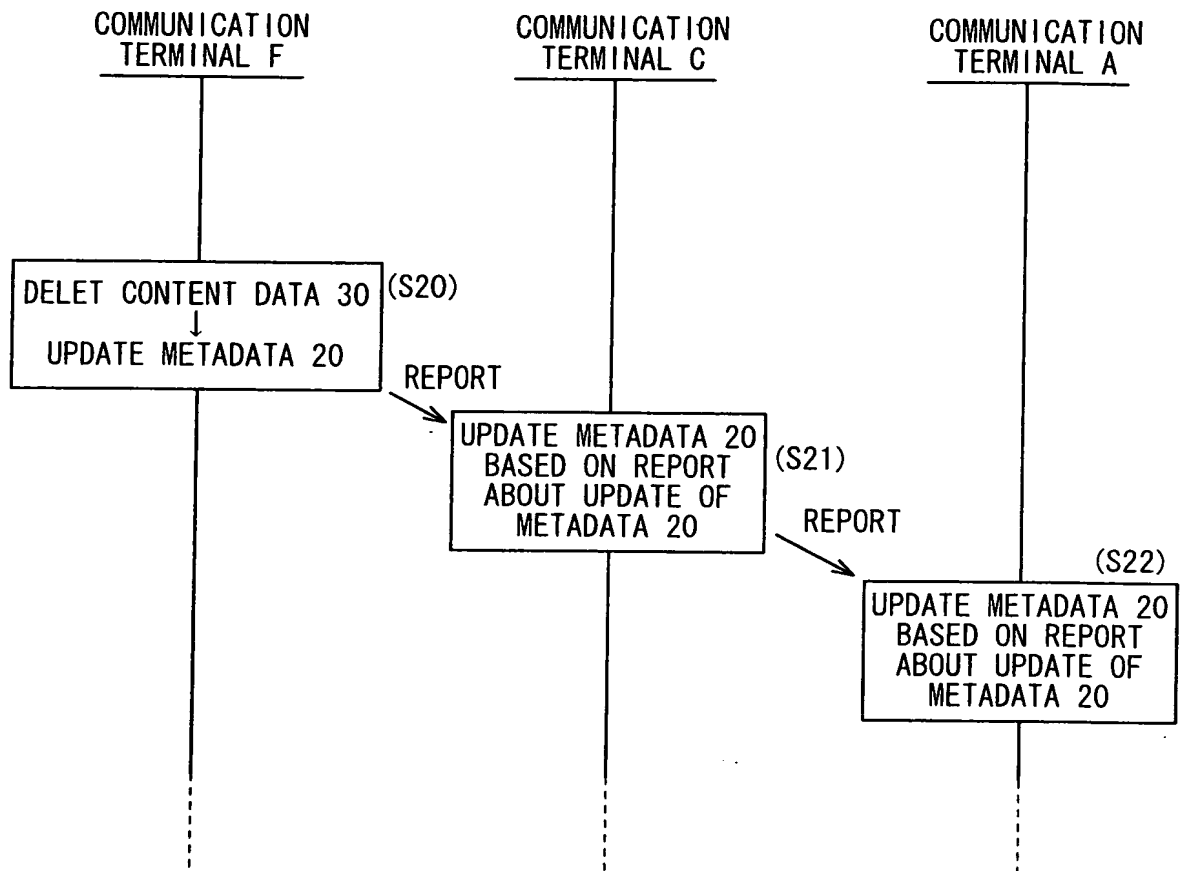 COMMUNICATION
TERMINAL F
COMMUNICATION
TERMINAL C
COMMUNICATION
TERMINAL A
DELET CONTENT DATA 30
↓
UPDATE METADATA 20
(S20)
REPORT
UPDATE METADATA 20
BASED ON REPORT
ABOUT UPDATE OF
METADATA 20
(S21)
REPORT
(S22)
UPDATE METADATA 20
BASED ON REPORT
ABOUT UPDATE OF
METADATA 20